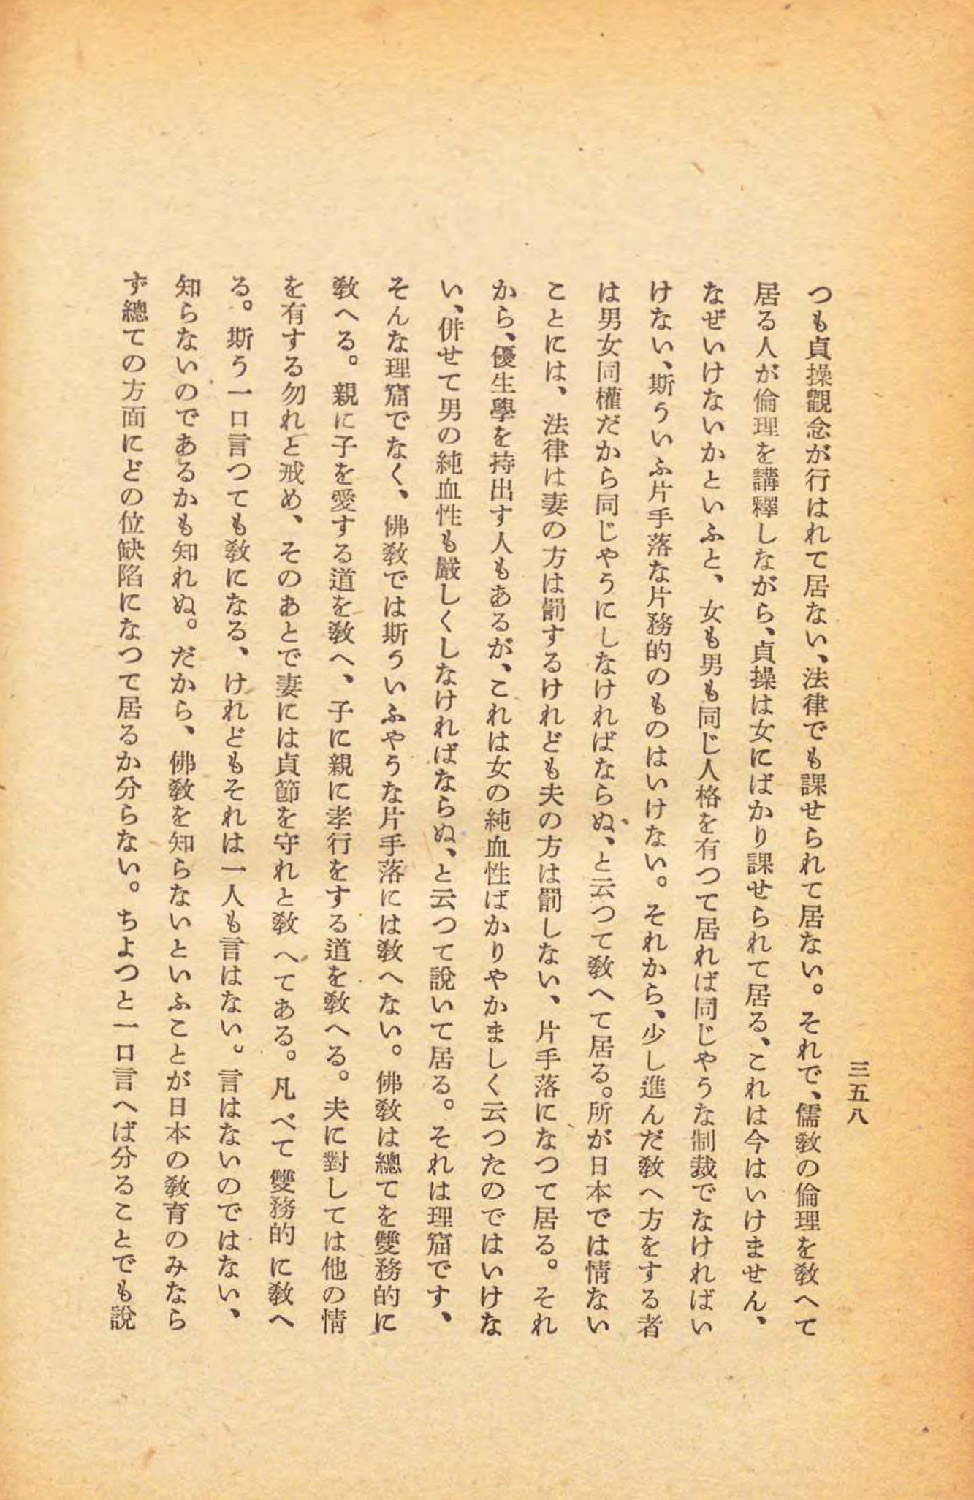 三五八
つも貞操觀念が行はれて居ない、法律でも課せられて居ない。それで、儒敎の倫理を敎へて
居る人が倫理を講釋しながら、貞操は女にばかり課せられて居る、これは今はいけません、
なぜいけないかといふと、女も男も同じ人格を有つて居れば同じやうな制裁でなければい
けない、斯ういふ片手落な片務的のものはいけない。それから、少し進んだ敎へ方をする者
は男女同權だから同じやうにしなければならぬ、と云つて敎へて居る。所が日本では情ない
ことには、法律は妻の方は罰するけれども夫の方は罰しない、片手落になつて居る。それ
から、優生學を持出す人もあるが、これは女の純血性ばかりやかましく云つたのではいけな
い、併せて男の純血性も嚴しくしなければならぬ、と云つて說いて居る。それは理窟です、
そんな理窟でなく、佛敎では斯ういふやうな片手落には敎へない。佛敎は總てを雙務的に
敎へる。親に子を愛する道を敎へ、子に親に孝行をする道を敎へる。夫に對しては他の情
を有する勿れと戒め、そのあとで妻には貞節を守れと敎へてある。凡べて雙務的に敎へ
る。斯う一口言つても敎になる、けれどもそれは一人も言はない。言はないのではない、
知らないのであるかも知れぬ。だから、佛敎を知らないといふことが日本の敎育のみなら
ず總ての方面にどの位缺陷になつて居るか分らない。ちよつと一口言へば分ることでも說